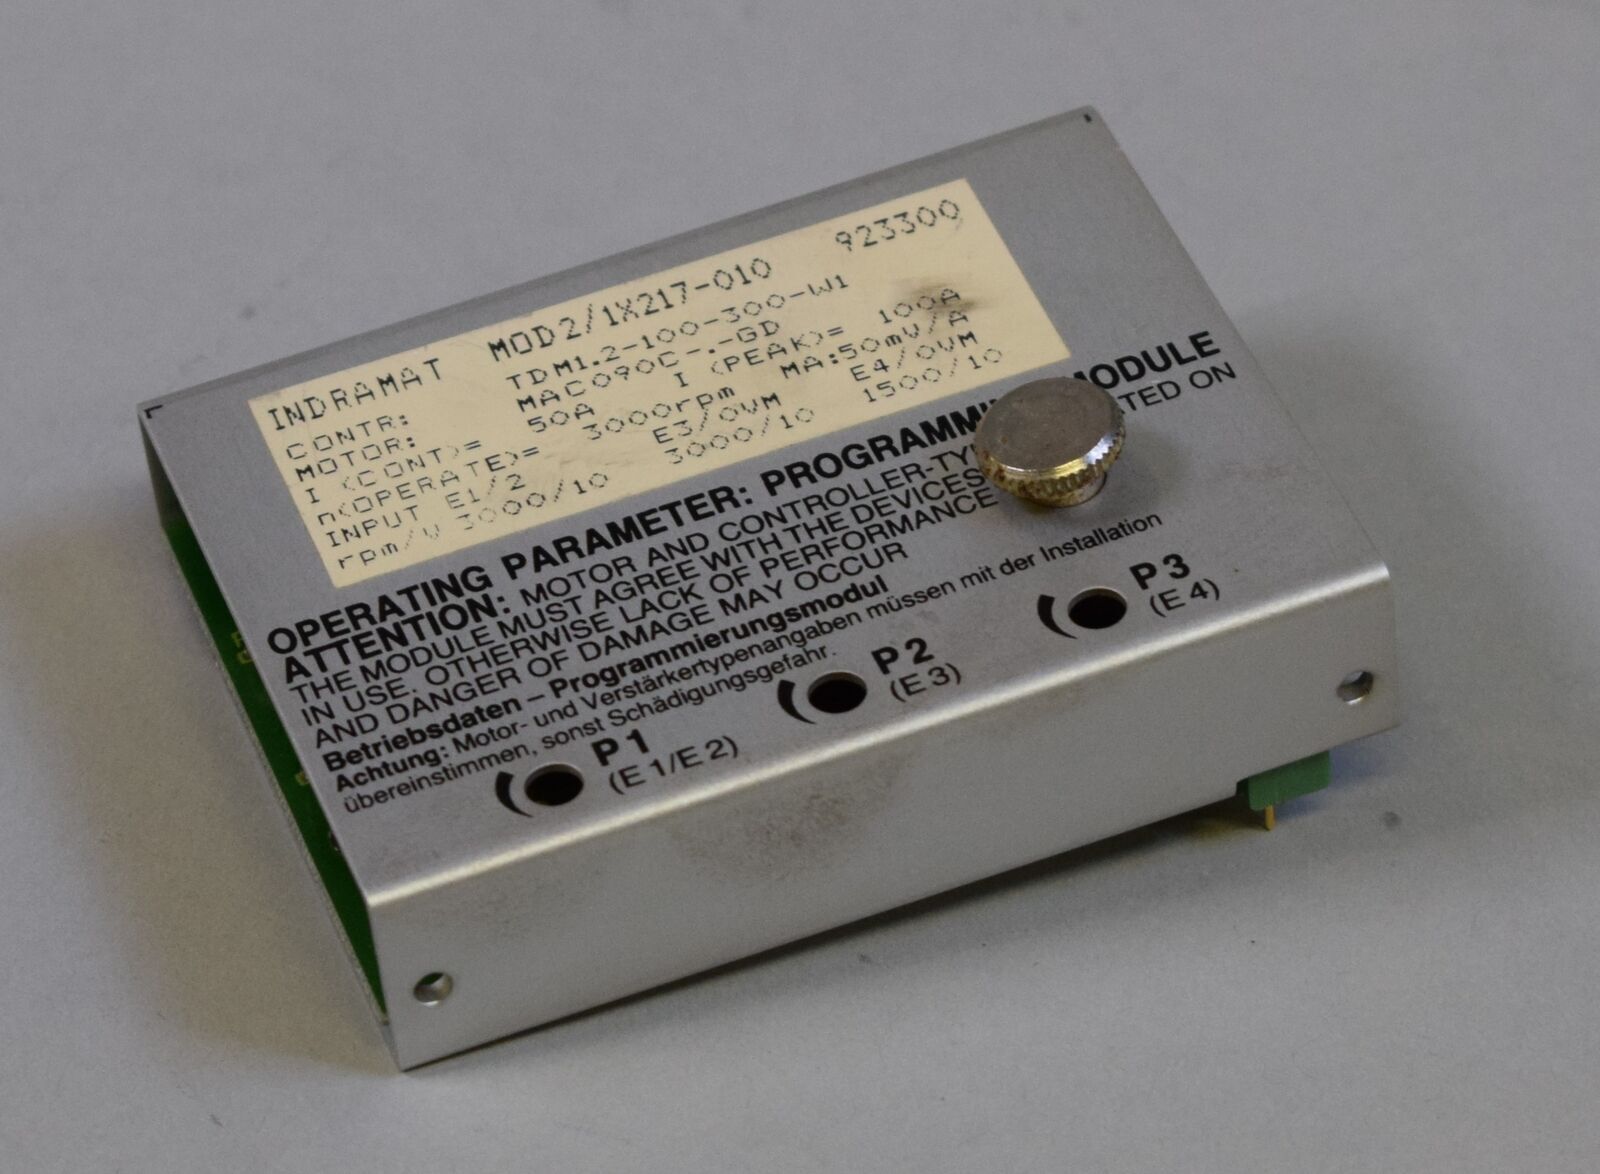 INDRAMAT MOD2/1X217-010 923300
CONTR: TDM1.2-100-300-W1
MOTOR: MAC090C-.-GD
I <CONT>= 50A I <PEAK>= 100A
n<OPERATE>= 3000rpm MA:50mV/A
INPUT E1/2 E3/0VM E4/0VM
rpm/v 3000/10 3000/10 1500/10
OPERATING PARAMETER: MODULE
ATTENTION: MOTOR AND ON
THE MODULE MUST AGREE WITH THE DEVICES
IN USE. OTHERWISE LACK OF PERFORMANCE
AND DANGER OF DAMAGE MAY OCCUR
Betriebsdaten – Programmierungsmodul
Achtung: Motor- und Verstärkertypenangaben müssen mit der Installation
übereinstimmen, sonst Schädigungsgefahr.
P1
(E1/E2)
P2
(E3)
P3
(E4)